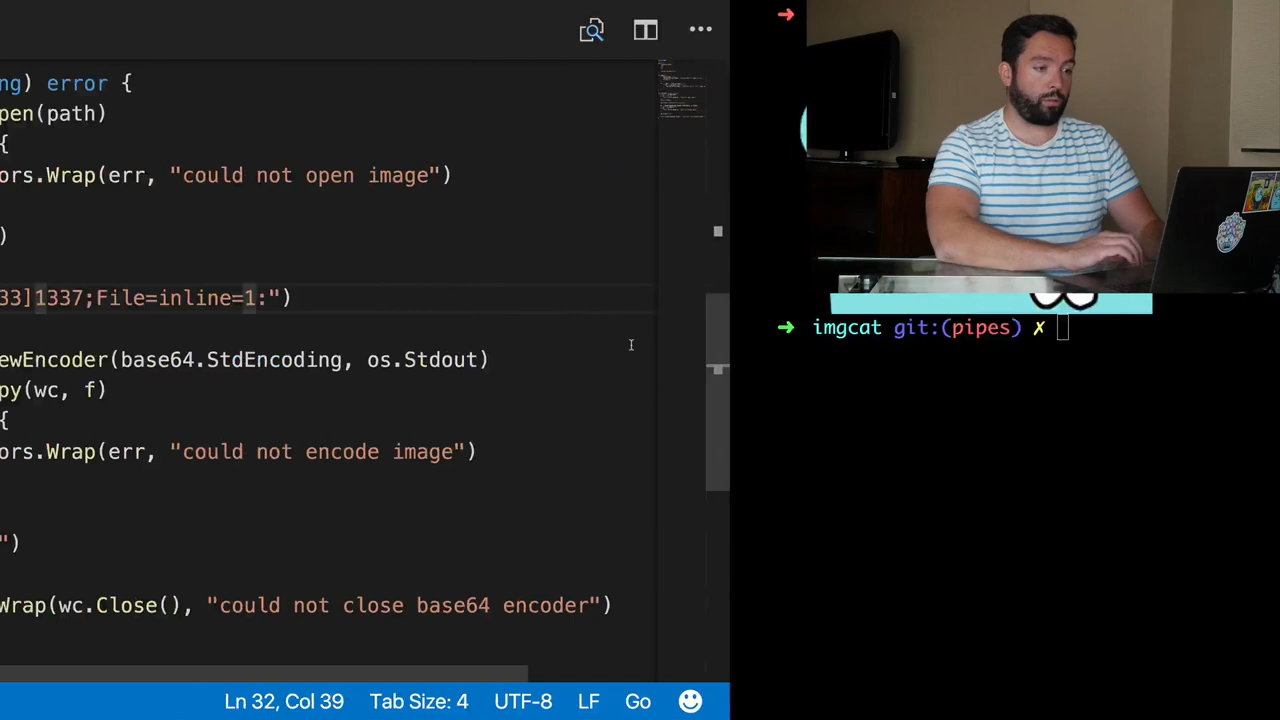 ng) error {
pen(path)
{
ors.Wrap(err, "could not open image")
)
33]1337;File=inline=1:")
ewEncoder(base64.StdEncoding, os.Stdout)
py(wc, f)
{
ors.Wrap(err, "could not encode image")
")
Wrap(wc.Close(), "could not close base64 encoder")
Ln 32, Col 39 Tab Size: 4 UTF-8 LF Go
➜
➜ imgcat git:(pipes) ✗